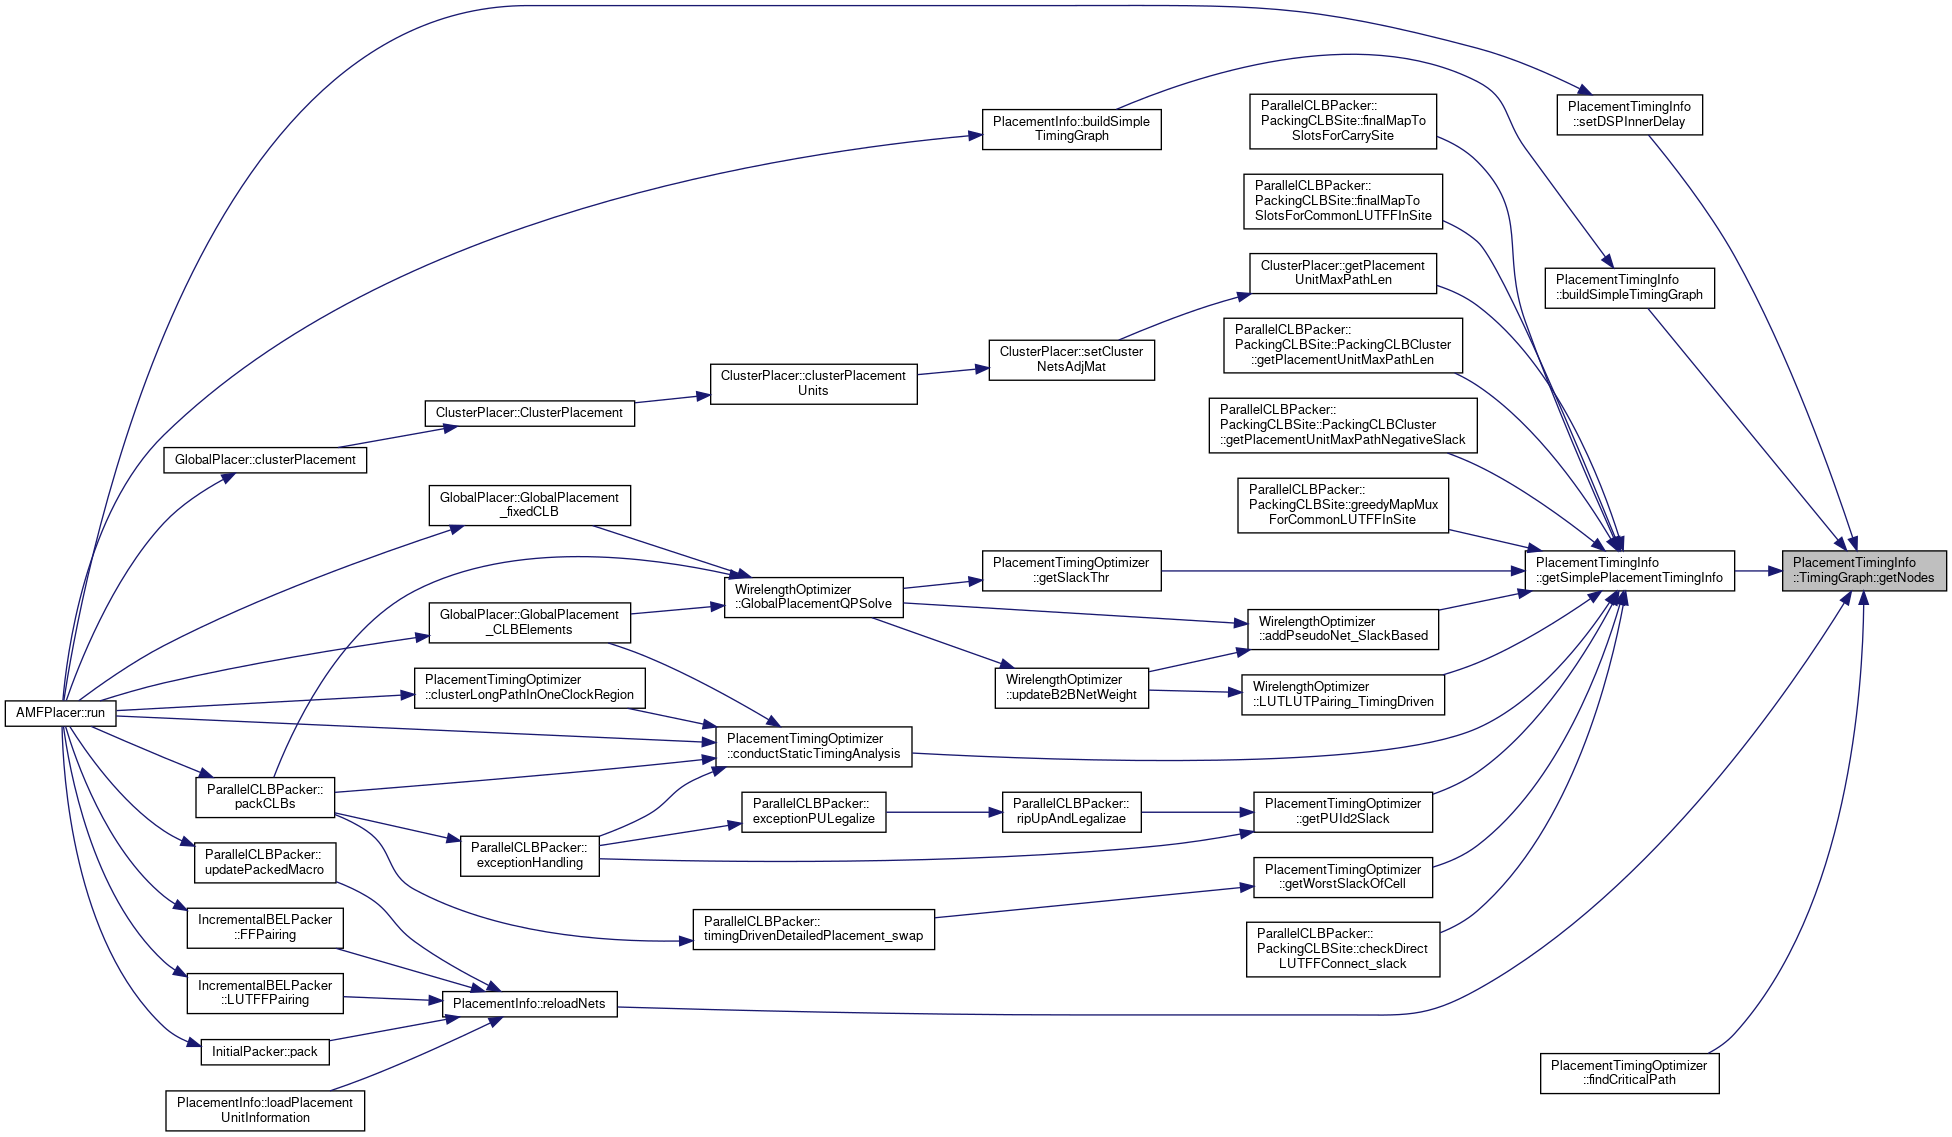 PlacementTimingInfo
::setDSPInnerDelay
ParallelCLBPacker::
PackingCLBSite::finalMapTo
SlotsForCarrySite
PlacementInfo::buildSimple
TimingGraph
ParallelCLBPacker::
PackingCLBSite::finalMapTo
SlotsForCommonLUTFFInSite
ClusterPlacer::getPlacement
UnitMaxPathLen
PlacementTimingInfo
::buildSimpleTimingGraph
ParallelCLBPacker::
PackingCLBSite::PackingCLBCluster
::getPlacementUnitMaxPathLen
ClusterPlacer::setCluster
NetsAdjMat
ClusterPlacer::clusterPlacement
Units
ClusterPlacer::ClusterPlacement
ParallelCLBPacker::
PackingCLBSite::PackingCLBCluster
::getPlacementUnitMaxPathNegativeSlack
GlobalPlacer::clusterPlacement
GlobalPlacer::GlobalPlacement
_fixedCLB
ParallelCLBPacker::
PackingCLBSite::greedyMapMux
ForCommonLUTFFInSite
PlacementTimingOptimizer
::getSlackThr
PlacementTimingInfo
::getSimplePlacementTimingInfo
PlacementTimingInfo
::TimingGraph::getNodes
WirelengthOptimizer
::GlobalPlacementQPSolve
GlobalPlacer::GlobalPlacement
_CLBElements
WirelengthOptimizer
::addPseudoNet_SlackBased
PlacementTimingOptimizer
::clusterLongPathInOneClockRegion
WirelengthOptimizer
::updateB2BNetWeight
WirelengthOptimizer
::LUTLUTPairing_TimingDriven
AMFPlacer::run
PlacementTimingOptimizer
::conductStaticTimingAnalysis
ParallelCLBPacker::
packCLBs
ParallelCLBPacker::
exceptionPULegalize
ParallelCLBPacker::
ripUpAndLegalizae
PlacementTimingOptimizer
::getPUId2Slack
ParallelCLBPacker::
updatePackedMacro
ParallelCLBPacker::
exceptionHandling
PlacementTimingOptimizer
::getWorstSlackOfCell
IncrementalBELPacker
::FFPairing
ParallelCLBPacker::
timingDrivenDetailedPlacement_swap
ParallelCLBPacker::
PackingCLBSite::checkDirect
LUTFFConnect_slack
IncrementalBELPacker
::LUTFFPairing
PlacementInfo::reloadNets
InitialPacker::pack
PlacementTimingOptimizer
::findCriticalPath
PlacementInfo::loadPlacement
UnitInformation